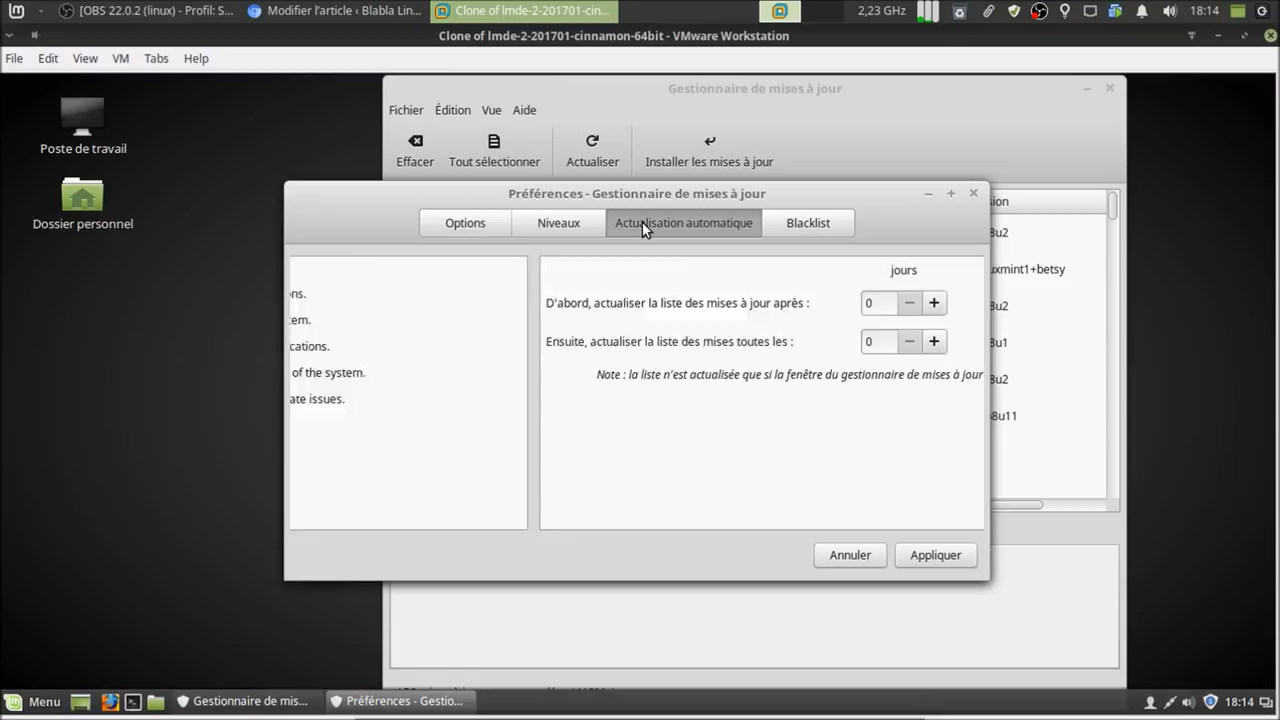 [OBS 22.0.2 (linux) - Profil: S...
Modifier l'article ‹ Blabla Lin...
Clone of lmde-2-201701-cin...
2,23 GHz
18:14
Clone of lmde-2-201701-cinnamon-64bit - VMware Workstation
File Edit View VM Tabs Help
Poste de travail
Dossier personnel
Gestionnaire de mises à jour
Fichier Édition Vue Aide
Effacer Tout sélectionner Actualiser Installer les mises à jour
Préférences - Gestionnaire de mises à jour
Options Niveaux Actualisation automatique Blacklist
sion
8u2
uxmint1+betsy
8u2
8u1
8u2
8u11
ns.
em.
cations.
of the system.
ate issues.
jours
D'abord, actualiser la liste des mises à jour après : 0 − +
Ensuite, actualiser la liste des mises toutes les : 0 − +
Note : la liste n'est actualisée que si la fenêtre du gestionnaire de mises à jour
Annuler Appliquer
Menu
Gestionnaire de mis...
Préférences - Gestio...
18:14